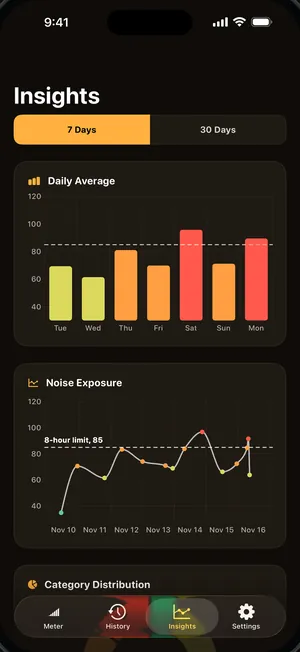 9:41
Insights
7 Days 30 Days
Daily Average
120
100
80
60
40
Tue Wed Thu Fri Sat Sun Mon
Noise Exposure
120
100
8-hour limit, 85
80
60
40
Nov 10 Nov 11 Nov 12 Nov 13 Nov 14 Nov 15 Nov 16
Category Distribution
Meter History Insights Settings